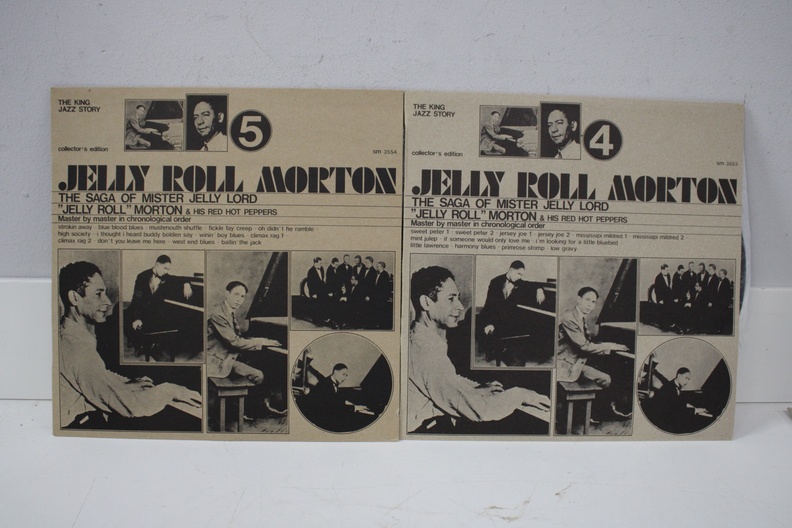 THE KING
JAZZ STORY
5
collector's edition
sm 3554
JELLY ROLL MORTON
THE SAGA OF MISTER JELLY LORD
"JELLY ROLL" MORTON & HIS RED HOT PEPPERS
Master by master in chronological order
strokin away · blue blood blues · mushmouth shuffle · fickle fay creep · oh didn't he ramble
high society · i thought i heard buddy bolden say · winin' boy blues · climax rag 1
climax rag 2 · don't you leave me here · west end blues · ballin' the jack
THE KING
JAZZ STORY
4
collector's edition
sm 3553
JELLY ROLL MORTON
THE SAGA OF MISTER JELLY LORD
"JELLY ROLL" MORTON & HIS RED HOT PEPPERS
Master by master in chronological order
sweet peter 1 · sweet peter 2 · jersey joe 1 · jersey joe 2 · mississipi mildred 1 · mississipi mildred 2
mint julep · if someone would only love me · i'm looking for a little bluebird
little lawrence · harmony blues · primrose stomp · low gravy